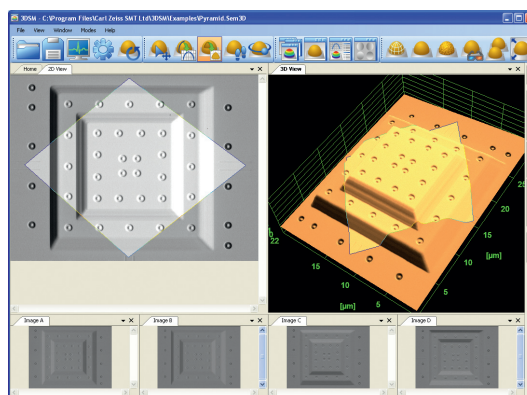 3DSM - C:\Program Files\Carl Zeiss SMT Ltd\3DSM\Examples\Pyramid.Sem3D
File View Window Modes Help
Home 2D View
3D View
25
20
15
10
5
[µm]
22
15
10
5
[µm]
Image A
Image B
Image C
Image D